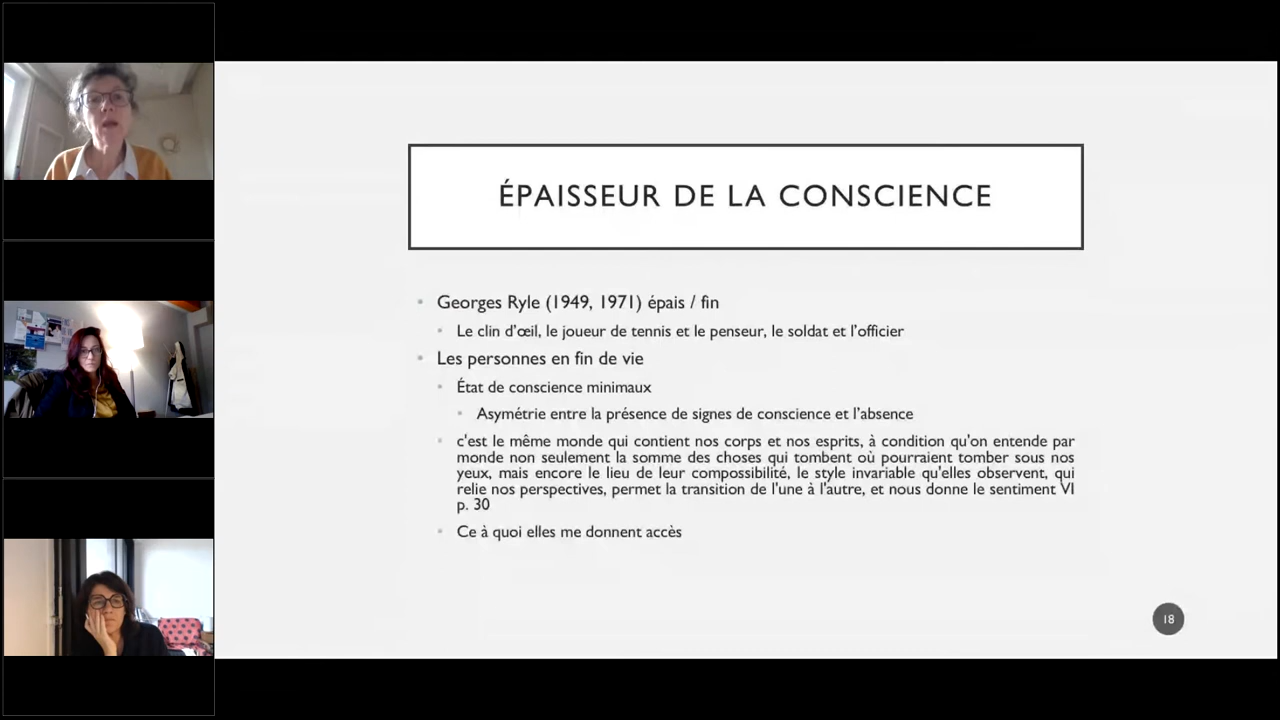 ÉPAISSEUR DE LA CONSCIENCE
Georges Ryle (1949, 1971) épais / fin
Le clin d'œil, le joueur de tennis et le penseur, le soldat et l'officier
Les personnes en fin de vie
État de conscience minimaux
Asymétrie entre la présence de signes de conscience et l'absence
c'est le même monde qui contient nos corps et nos esprits, à condition qu'on entende par
monde non seulement la somme des choses qui tombent où pourraient tomber sous nos
yeux, mais encore le lieu de leur compossibilité, le style invariable qu'elles observent, qui
relie nos perspectives, permet la transition de l'une à l'autre, et nous donne le sentiment VI
p. 30
Ce à quoi elles me donnent accès
18